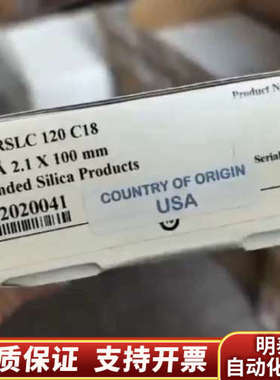 Product N
RSLC 120 C18
Å 2.1 X 100 mm
nded Silica Products
Serial
2020041
COUNTRY OF ORIGIN
USA
质保证 支持开票
明
自动化